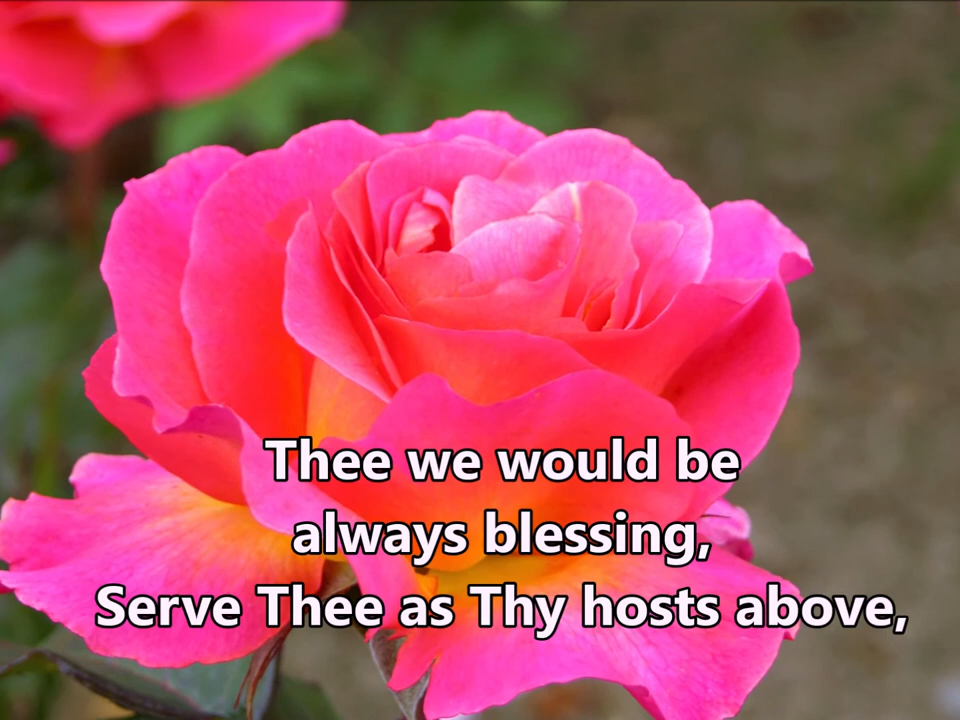 Thee we would be
always blessing,
Serve Thee as Thy hosts above,